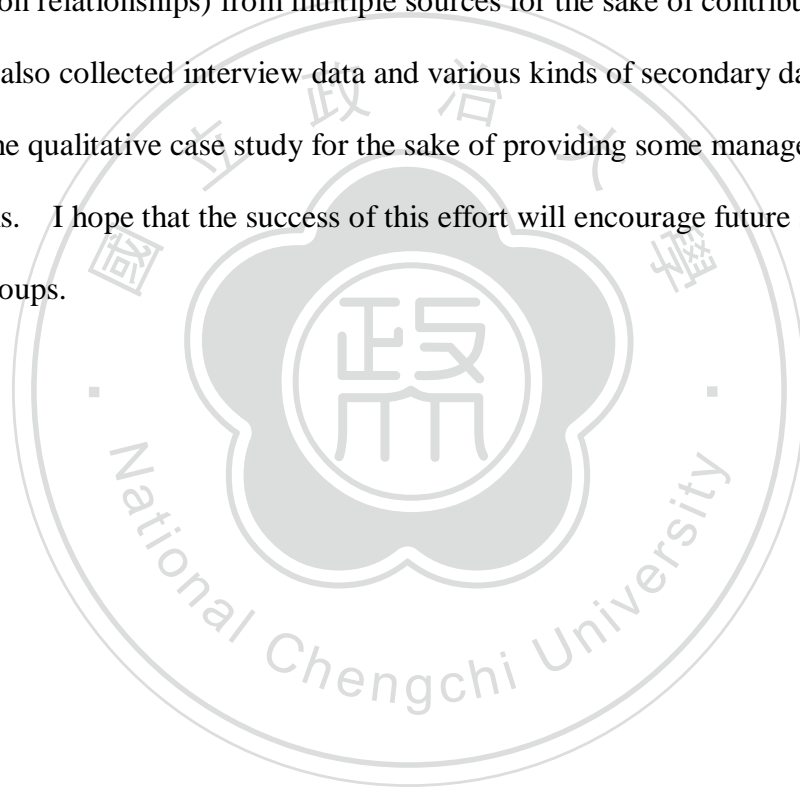 on relationships) from multiple sources for the sake of contribu
also collected interview data and various kinds of secondary da
he qualitative case study for the sake of providing some manage
s. I hope that the success of this effort will encourage future
oups.
國立政治大學
政大
National Chengchi University